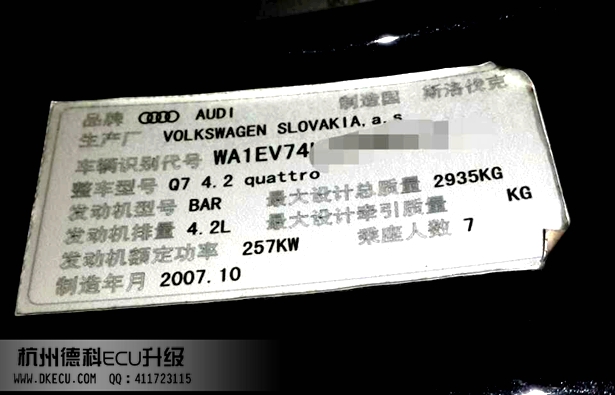 品牌 AUDI 制造国 斯洛伐克
生产厂 VOLKSWAGEN SLOVAKIA,a.s
车辆识别代号 WA1EV74
整车型号 Q7 4.2 quattro
发动机型号 BAR 最大设计总质量 2935KG
发动机排量 4.2L 最大设计牵引质量 KG
发动机额定功率 257KW 乘座人数 7
制造年月 2007.10
杭州德科ECU升级
www.DKECU.com QQ:411723115